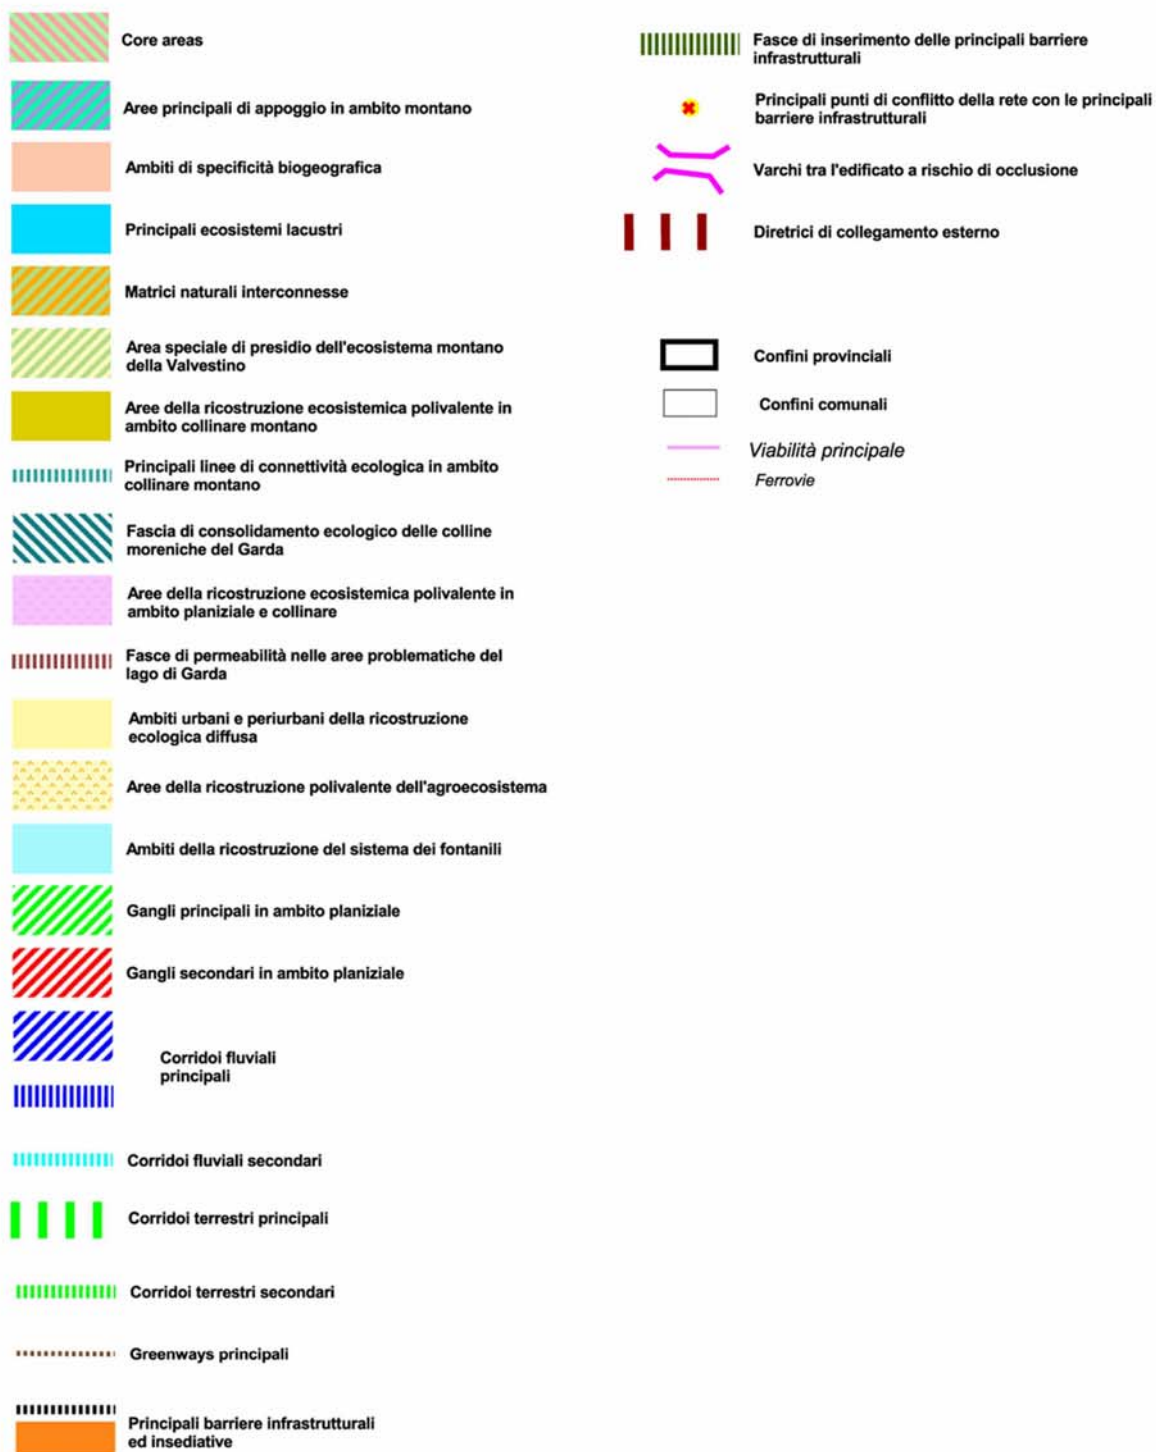 Core areas
Aree principali di appoggio in ambito montano
Ambiti di specificità biogeografica
Principali ecosistemi lacustri
Matrici naturali interconnesse
Area speciale di presidio dell'ecosistema montano
della Valvestino
Aree della ricostruzione ecosistemica polivalente in
ambito collinare montano
Principali linee di connettività ecologica in ambito
collinare montano
Fascia di consolidamento ecologico delle colline
moreniche del Garda
Aree della ricostruzione ecosistemica polivalente in
ambito planiziale e collinare
Fasce di permeabilità nelle aree problematiche del
lago di Garda
Ambiti urbani e periurbani della ricostruzione
ecologica diffusa
Aree della ricostruzione polivalente dell'agroecosistema
Ambiti della ricostruzione del sistema dei fontanili
Gangli principali in ambito planiziale
Gangli secondari in ambito planiziale
Corridoi fluviali
principali
Corridoi fluviali secondari
Corridoi terrestri principali
Corridoi terrestri secondari
Greenways principali
Principali barriere infrastrutturali
ed insediative
Fasce di inserimento delle principali barriere
infrastrutturali
Principali punti di conflitto della rete con le principali
barriere infrastrutturali
Varchi tra l'edificato a rischio di occlusione
Diretrici di collegamento esterno
Confini provinciali
Confini comunali
Viabilità principale
Ferrovie